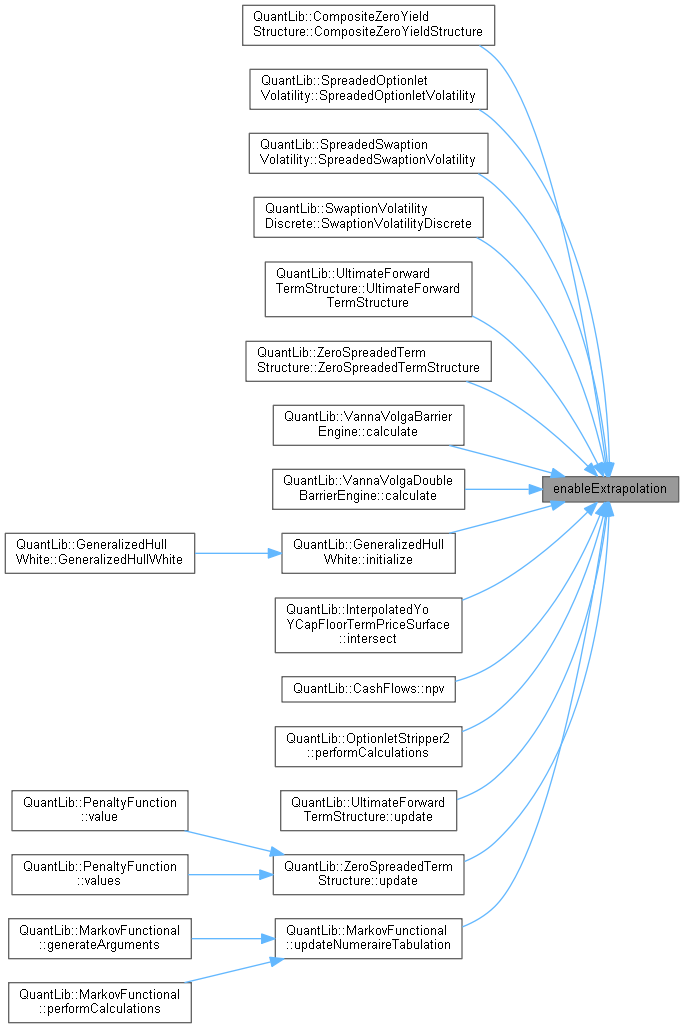 QuantLib::CompositeZeroYield
Structure::CompositeZeroYieldStructure
QuantLib::SpreadedOptionlet
Volatility::SpreadedOptionletVolatility
QuantLib::SpreadedSwaption
Volatility::SpreadedSwaptionVolatility
QuantLib::SwaptionVolatility
Discrete::SwaptionVolatilityDiscrete
QuantLib::UltimateForward
TermStructure::UltimateForward
TermStructure
QuantLib::ZeroSpreadedTerm
Structure::ZeroSpreadedTermStructure
QuantLib::VannaVolgaBarrier
Engine::calculate
QuantLib::VannaVolgaDouble
BarrierEngine::calculate
enableExtrapolation
QuantLib::GeneralizedHull
White::GeneralizedHullWhite
QuantLib::GeneralizedHull
White::initialize
QuantLib::InterpolatedYo
YCapFloorTermPriceSurface
::intersect
QuantLib::CashFlows::npv
QuantLib::OptionletStripper2
::performCalculations
QuantLib::UltimateForward
TermStructure::update
QuantLib::PenaltyFunction
::value
QuantLib::PenaltyFunction
::values
QuantLib::ZeroSpreadedTerm
Structure::update
QuantLib::MarkovFunctional
::generateArguments
QuantLib::MarkovFunctional
::updateNumeraireTabulation
QuantLib::MarkovFunctional
::performCalculations